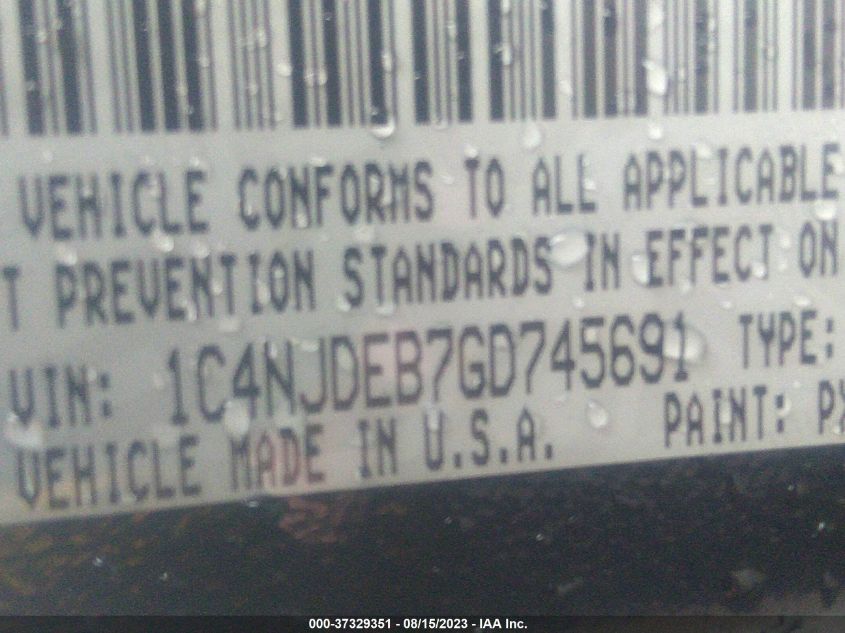 VEHICLE CONFORMS TO ALL APPLICABLE
T PREVENTION STANDARDS IN EFFECT ON
VIN: 1C4NJDEB7GD745691 TYPE:
VEHICLE MADE IN U.S.A. PAINT: PX
000-37329351 - 08/15/2023 - IAA Inc.